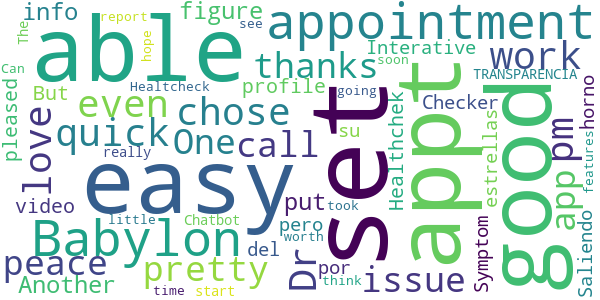 info
able
figure
report
hope
The
see
appointment
Can
thanks
Interative
soon
work
TRANSPARENCIA
pleased
But
even
Healtcheck
going
profile
Checker
love
quick
chose
One
call
set
appt
good
pm
horno
features
su
Healthchek
estrellas
app
really
easy
put
video
little
Chatbot
took
pero
Babylon
del
worth
Dr
por
issue
Symptom
Saliendo
peace
pretty
think
Another
time
start